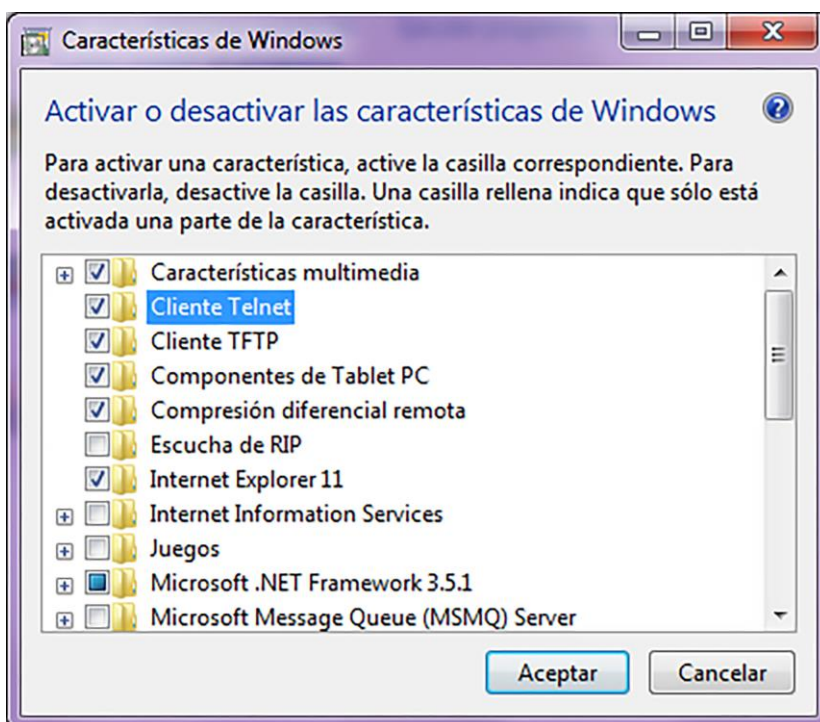 Características de Windows
Activar o desactivar las características de Windows
Para activar una característica, active la casilla correspondiente. Para
desactivarla, desactive la casilla. Una casilla rellena indica que sólo está
activada una parte de la característica.
Características multimedia
Cliente Telnet
Cliente TFTP
Componentes de Tablet PC
Compresión diferencial remota
Escucha de RIP
Internet Explorer 11
Internet Information Services
Juegos
Microsoft .NET Framework 3.5.1
Microsoft Message Queue (MSMQ) Server
Aceptar Cancelar